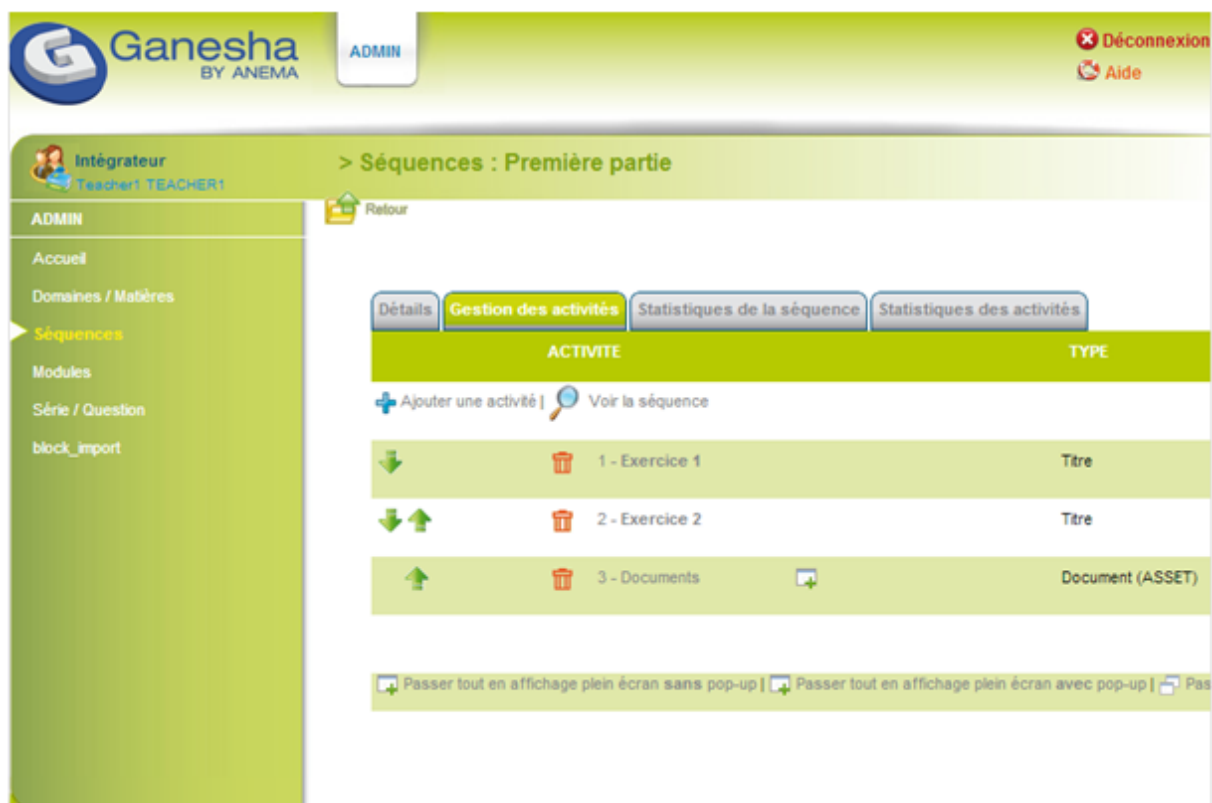 Ganesha
BY ANEMA
ADMIN
Déconnexion
Aide
Intégrateur
Teacher1 TEACHER1
> Séquences : Première partie
ADMIN
Retour
Accueil
Domaines / Matières
Séquences
Modules
Série / Question
block_import
Détails Gestion des activités Statistiques de la séquence Statistiques des activités
ACTIVITE TYPE
Ajouter une activité | Voir la séquence
1 - Exercice 1 Titre
2 - Exercice 2 Titre
3 - Documents Document (ASSET)
Passer tout en affichage plein écran sans pop-up | Passer tout en affichage plein écran avec pop-up | Pas